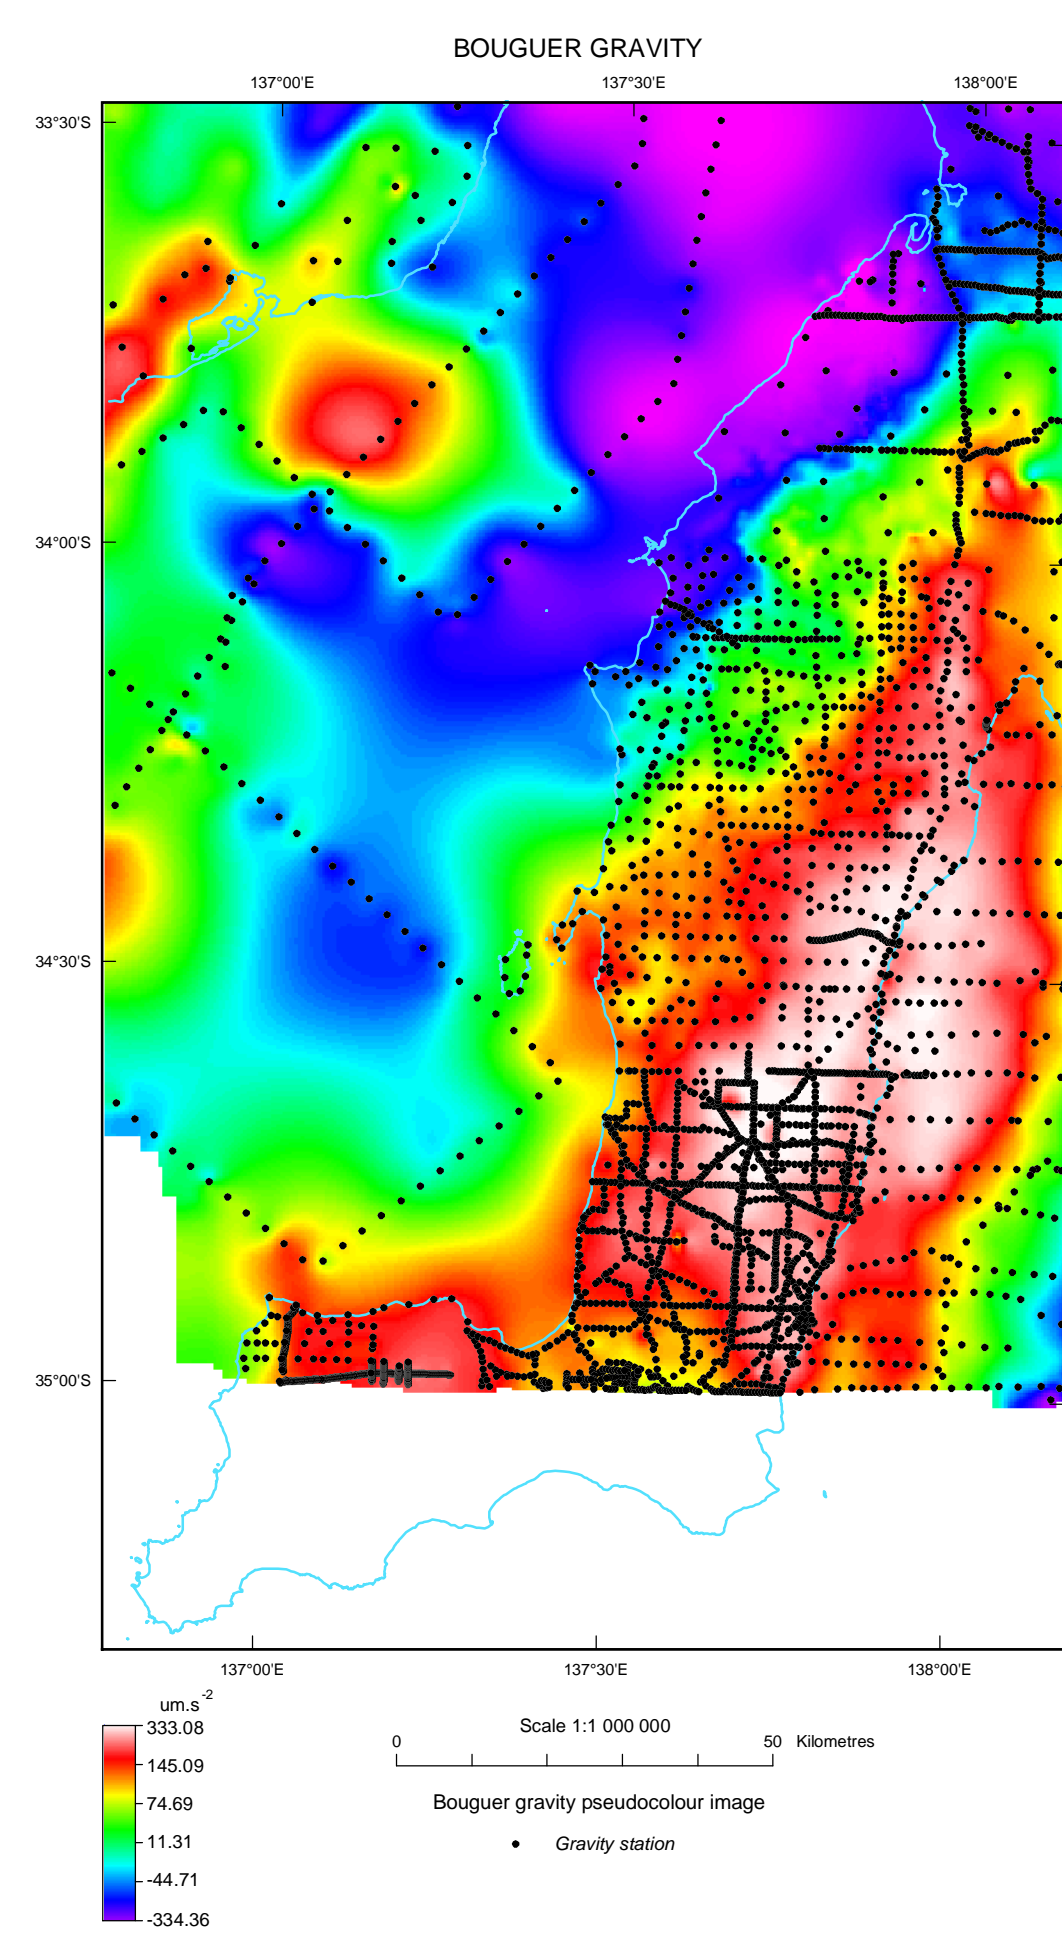 BOUGUER GRAVITY
137°00'E 137°30'E 138°00'E
33°30'S
34°00'S
34°30'S
35°00'S
137°00'E 137°30'E 138°00'E
um.s-2
333.08
145.09
74.69
11.31
-44.71
-334.36
Scale 1:1 000 000
0 50 Kilometres
Bouguer gravity pseudocolour image
Gravity station